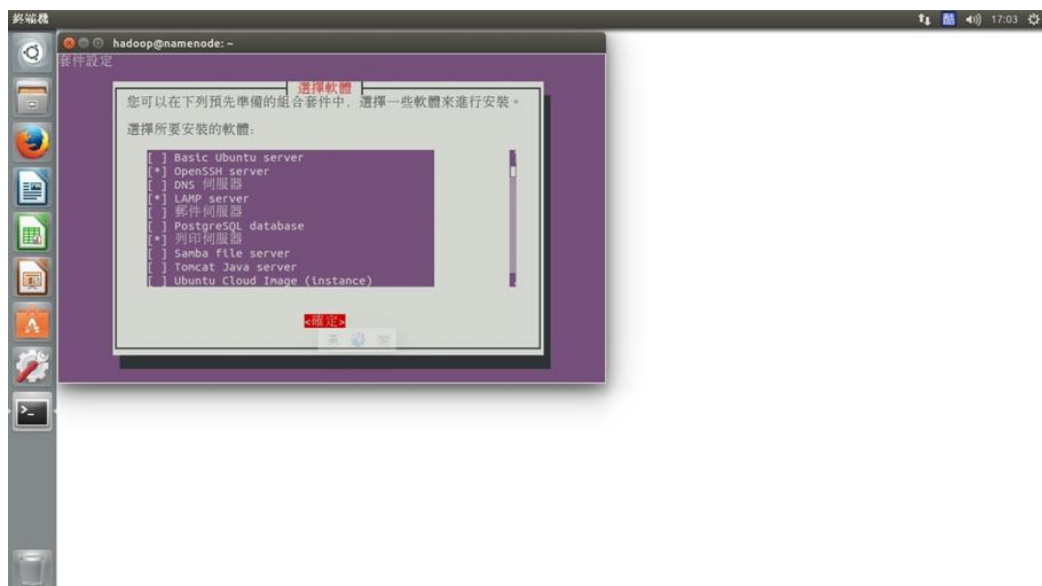 終端機
17:03
hadoop@namenode: ~
套件設定
選擇軟體
您可以在下列預先準備的組合套件中，選擇一些軟體來進行安裝。
選擇所要安裝的軟體:
[ ] Basic Ubuntu server
[*] OpenSSH server
[ ] DNS 伺服器
[*] LAMP server
[ ] 郵件伺服器
[ ] PostgreSQL database
[*] 列印伺服器
[ ] Samba file server
[ ] Tomcat Java server
[ ] Ubuntu Cloud Image (instance)
<確定>
英